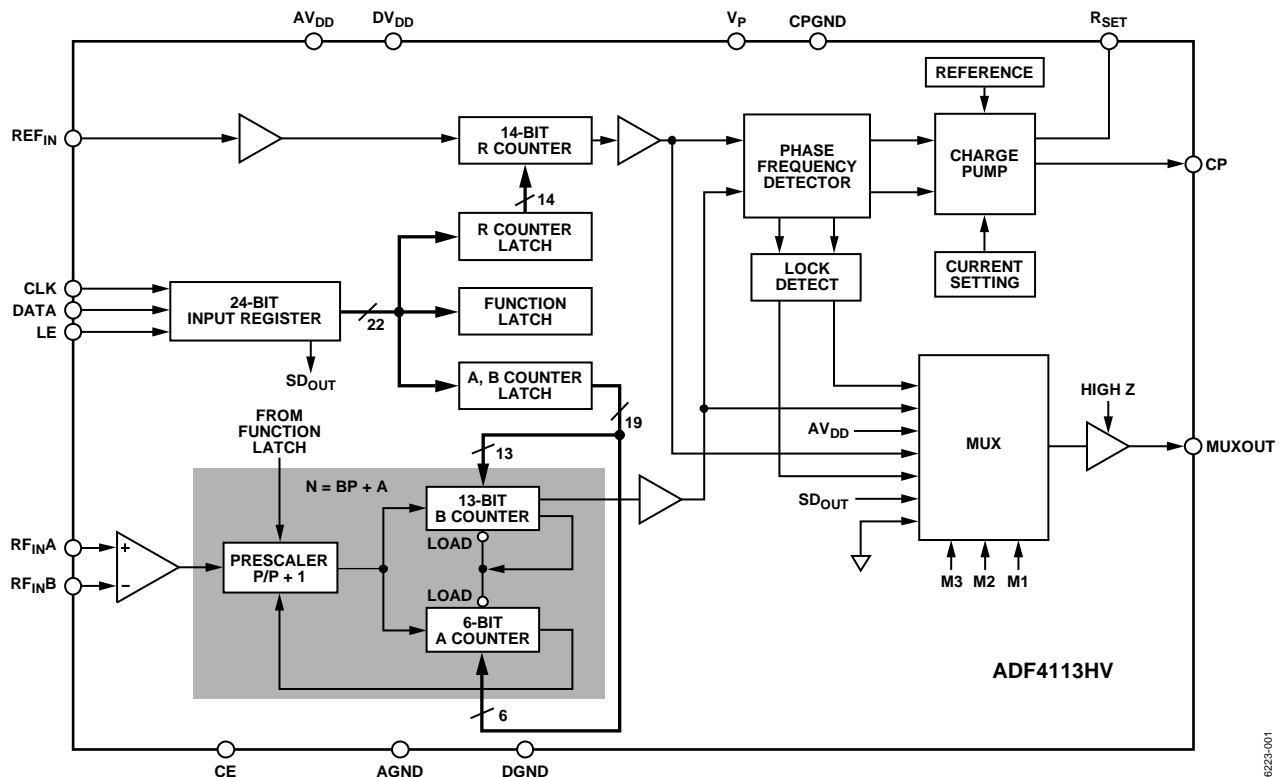 AVDD
DVDD
VP
CPGND
RSET
REFERENCE
REFIN
14-BIT
R COUNTER
PHASE
FREQUENCY
DETECTOR
CHARGE
PUMP
CP
14
R COUNTER
LATCH
LOCK
DETECT
CURRENT
SETTING
CLK
DATA
LE
24-BIT
INPUT REGISTER
22
FUNCTION
LATCH
SDOUT
A, B COUNTER
LATCH
19
HIGH Z
FROM
FUNCTION
LATCH
AVDD
MUX
MUXOUT
13
N = BP + A
13-BIT
B COUNTER
SDOUT
RFINA
+
RFINB
–
PRESCALER
P/P + 1
LOAD
LOAD
M3
M2
M1
6-BIT
A COUNTER
ADF4113HV
6
CE
AGND
DGND
6223-001